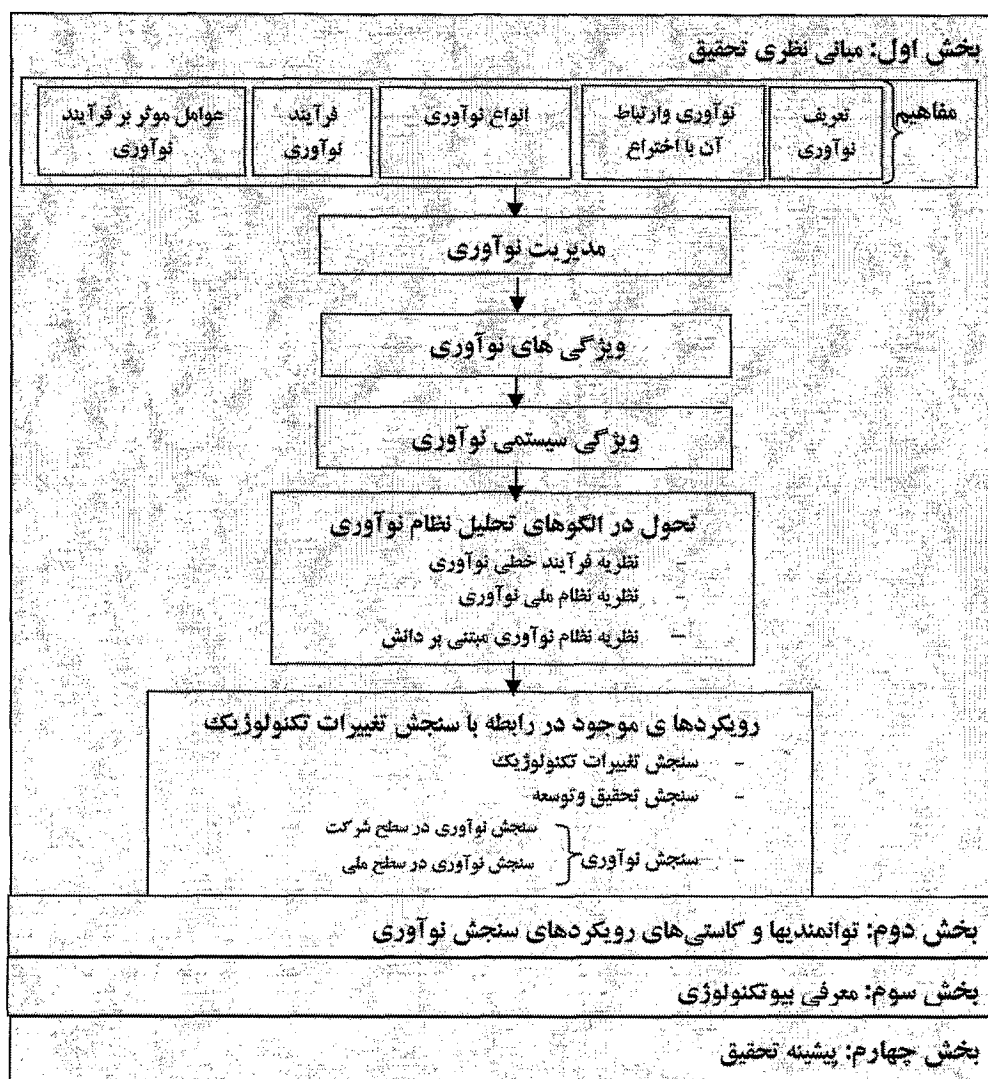 بخش اول: مبانی نظری تحقیق
مفاهیم
تعریف
نوآوری
نوآوری وارتباط
آن با اختراع
انواع نوآوری
فرآیند
نوآوری
عوامل موثر بر فرآیند
نوآوری
مدیریت نوآوری
ویژگی های نوآوری
ویژگی سیستمی نوآوری
تحول در الگوهای تحلیل نظام نوآوری
- نظریه فرآیند خطی نوآوری
- نظریه نظام ملی نوآوری
- نظریه نظام نوآوری مبتنی بر دانش
رویکردها ی موجود در رابطه با سنجش تغییرات تکنولوژیک
- سنجش تغییرات تکنولوژیک
- سنجش تحقیق وتوسعه
- سنجش نوآوری
سنجش نوآوری در سطح شرکت
سنجش نوآوری در سطح ملی
بخش دوم: توانمندیها و کاستی‌های رویکردهای سنجش نوآوری
بخش سوم: معرفی بیوتکنولوژی
بخش چهارم: پیشینه تحقیق